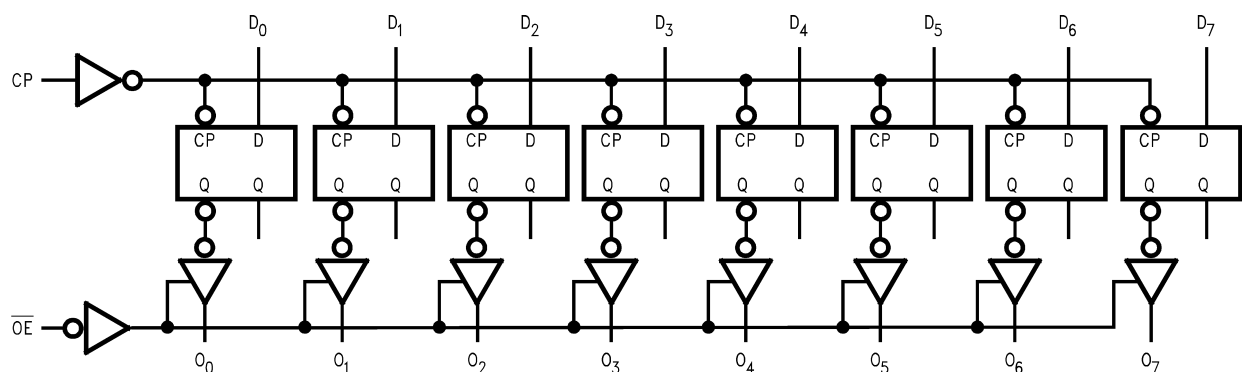 D0 D1 D2 D3 D4 D5 D6 D7
CP
CP D CP D CP D CP D CP D CP D CP D CP D
Q Q Q Q Q Q Q Q Q Q Q Q Q Q Q Q
O̅E̅
O0 O1 O2 O3 O4 O5 O6 O7